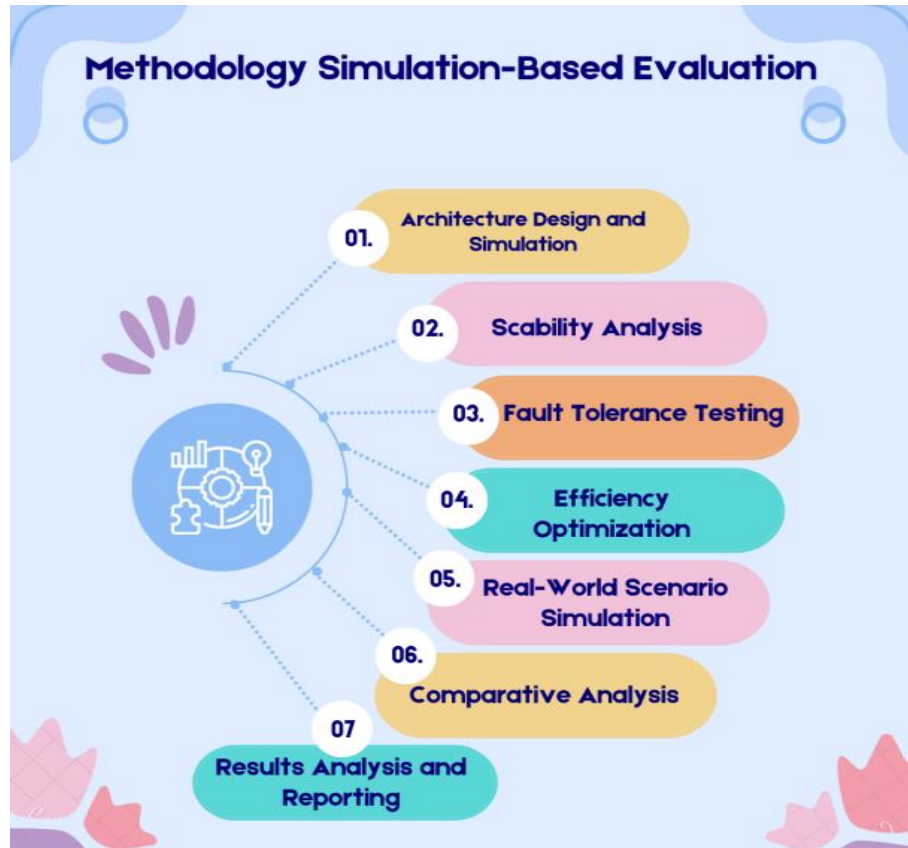 Methodology Simulation-Based Evaluation
01.
Architecture Design and
Simulation
02.
Scability Analysis
03.
Fault Tolerance Testing
04.
Efficiency
Optimization
05.
Real-World Scenario
Simulation
06.
Comparative Analysis
07
Results Analysis and
Reporting